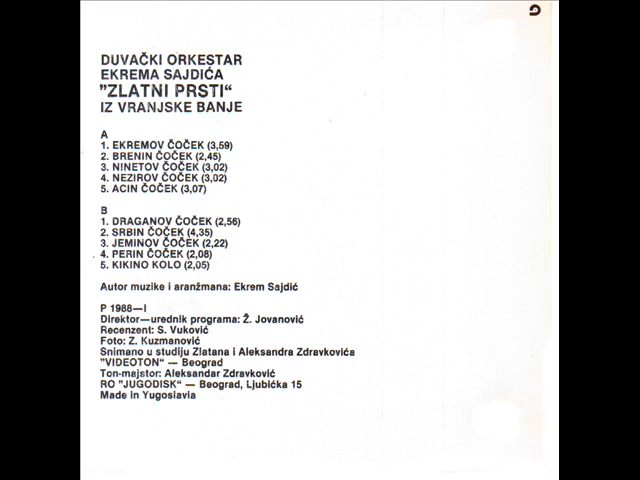 DUVAČKI ORKESTAR
EKREMA SAJDIĆA
"ZLATNI PRSTI“
IZ VRANJSKE BANJE
A
1. EKREMOV ČOČEK (3,59)
2. BRENIN ČOČEK (2,45)
3. NINETOV ČOČEK (3,02)
4. NEZIROV ČOČEK (3,02)
5. ACIN ČOČEK (3,07)
B
1. DRAGANOV ČOČEK (2,56)
2. SRBIN ČOČEK (4,35)
3. JEMINOV ČOČEK (2,22)
4. PERIN ČOČEK (2,08)
5. KIKINO KOLO (2,05)
Autor muzike i aranžmana: Ekrem Sajdić
P 1988—I
Direktor—urednik programa: Ž. Jovanović
Recenzent: S. Vuković
Foto: Z. Kuzmanović
Snimano u studiju Zlatana i Aleksandra Zdravkovića
"VIDEOTON“ — Beograd
Ton-majstor: Aleksandar Zdravković
RO "JUGODISK“ — Beograd, Ljubićka 15
Made in Yugoslavia